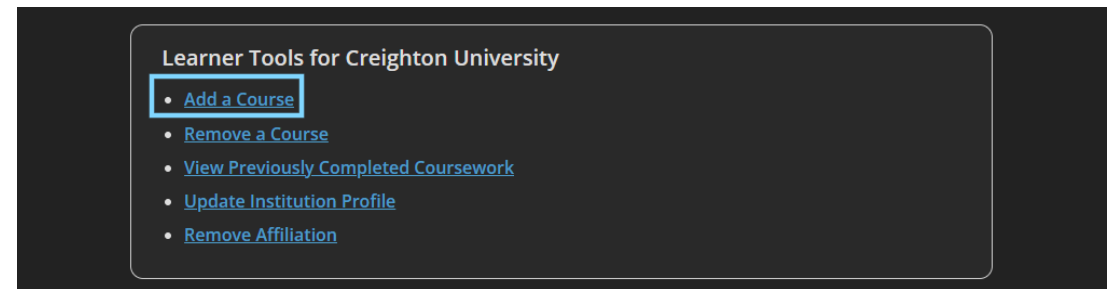 Learner Tools for Creighton University
Add a Course
Remove a Course
View Previously Completed Coursework
Update Institution Profile
Remove Affiliation